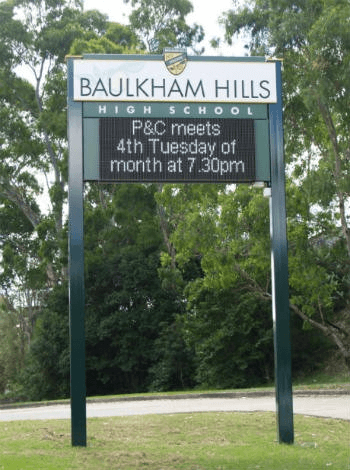 BAULKHAM HILLS
HIGH SCHOOL
P&C meets
4th Tuesday of
month at 7.30pm